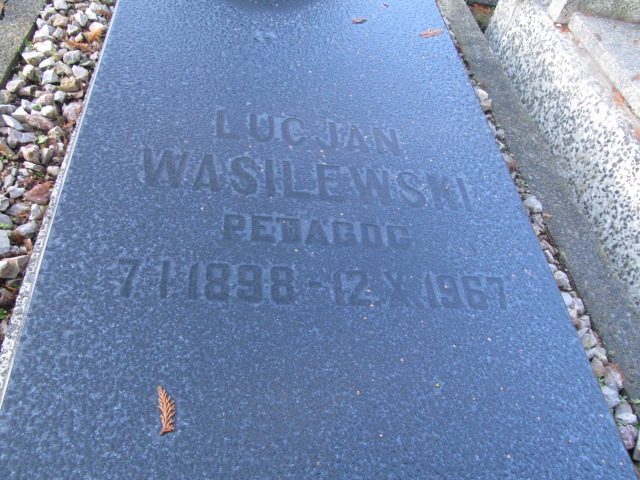 LUCJAN
WASILEWSKI
PEDAGOG
7 I 1898 - 12 X 1967